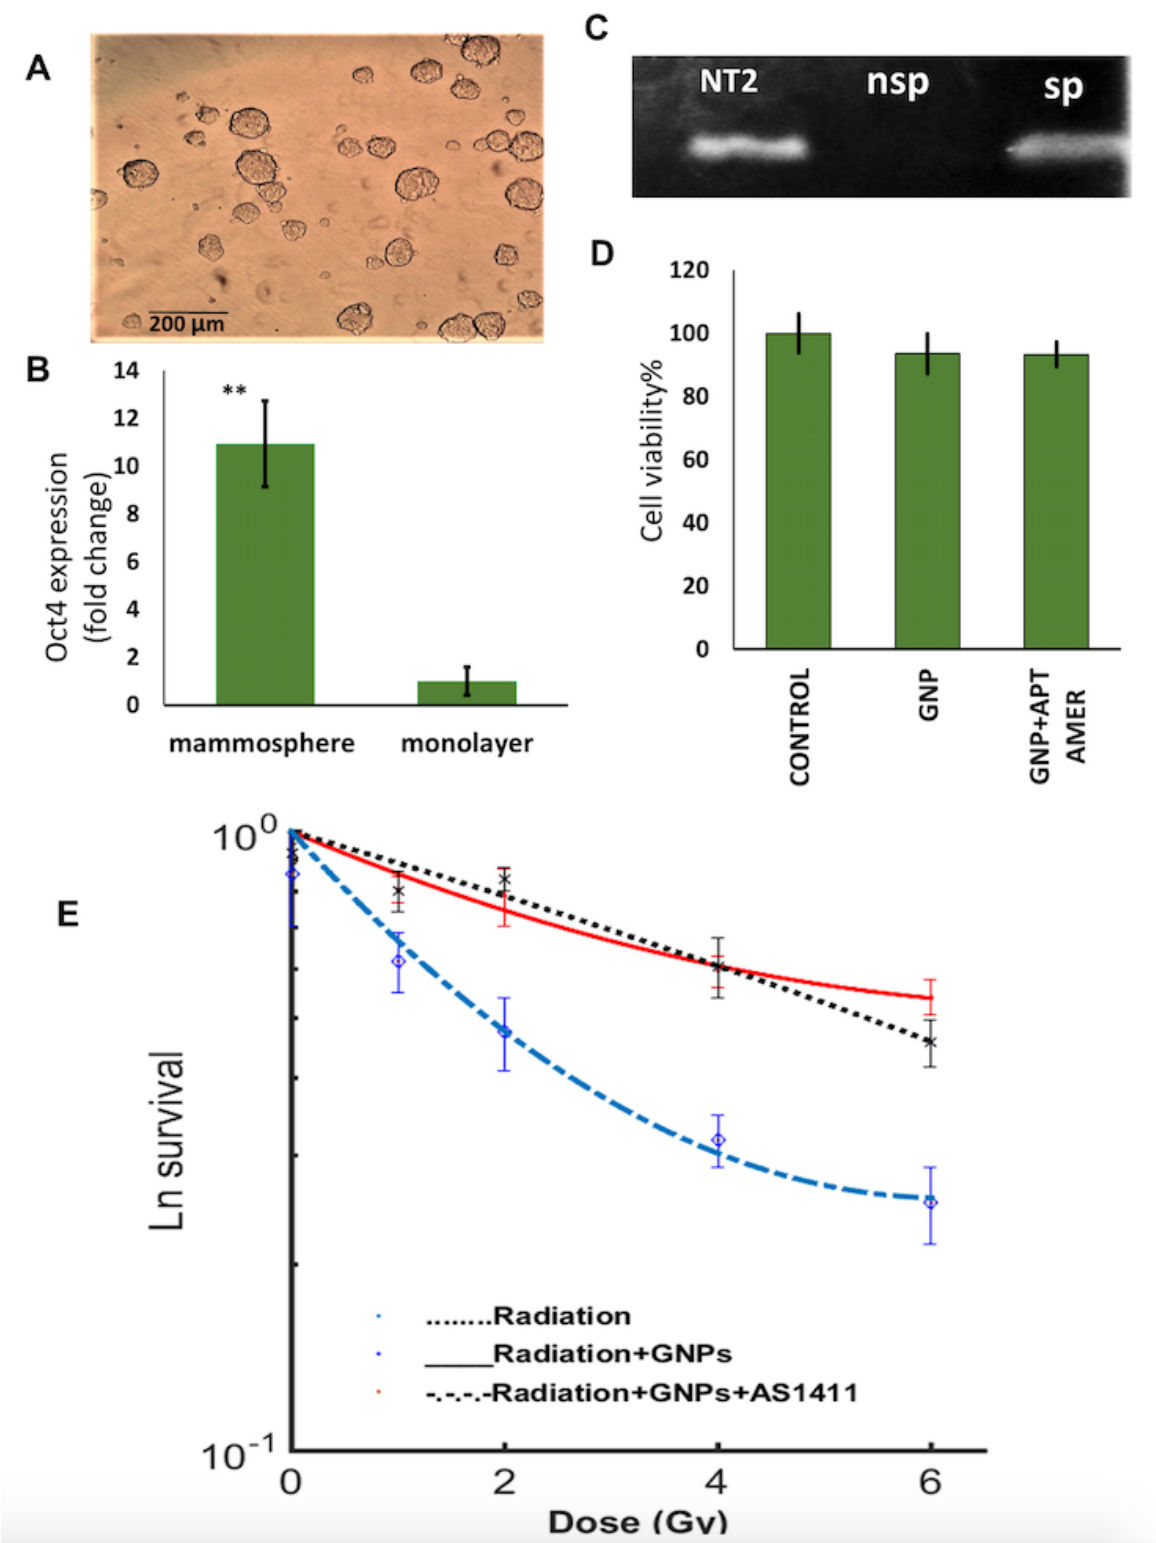 A
200 µm
B
14
12
10
8
6
4
2
0
Oct4 expression
(fold change)
**
mammosphere
monolayer
C
NT2
nsp
sp
D
120
100
80
60
40
20
0
Cell viability%
CONTROL
GNP
GNP+APT
AMER
E
10⁰
10⁻¹
Ln survival
........Radiation
_____Radiation+GNPs
-.-.-.-Radiation+GNPs+AS1411
0
2
4
6
Dose (Gy)